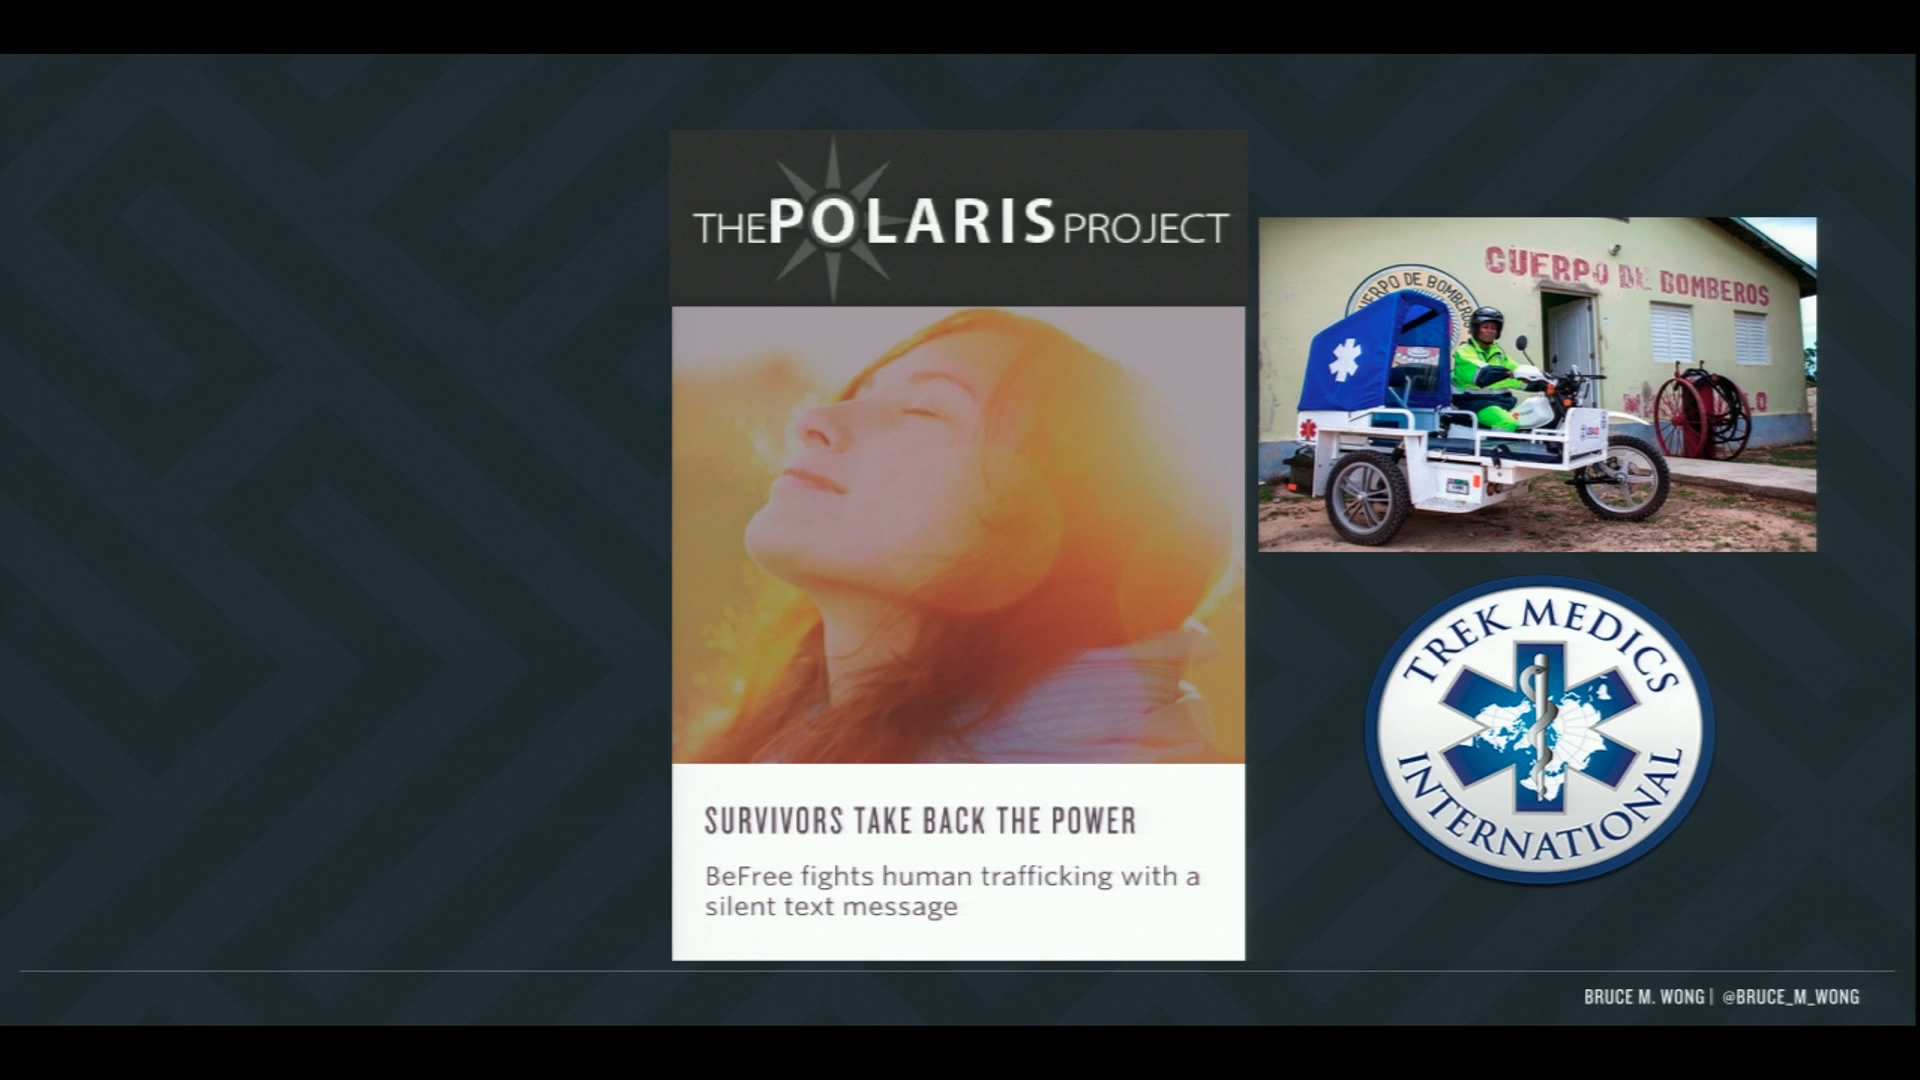 THE POLARIS PROJECT
SURVIVORS TAKE BACK THE POWER
BeFree fights human trafficking with a
silent text message
CUERPO DE BOMBEROS
CUERPO DE BOMBEROS
TREK MEDICS
INTERNATIONAL
BRUCE M. WONG | @BRUCE_M_WONG